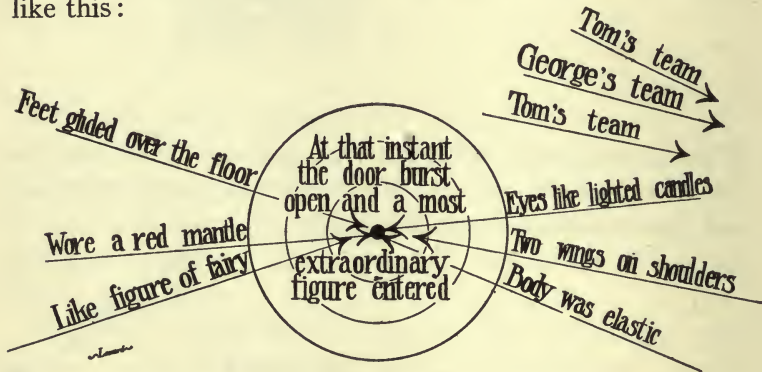 like this:
Tom's team
George's team
Tom's team
Feet glided over the floor
Wore a red mantle
Like figure of fairy
At that instant
the door burst
open and a most
extraordinary
figure entered
Eyes like lighted candles
Two wings on shoulders
Body was elastic